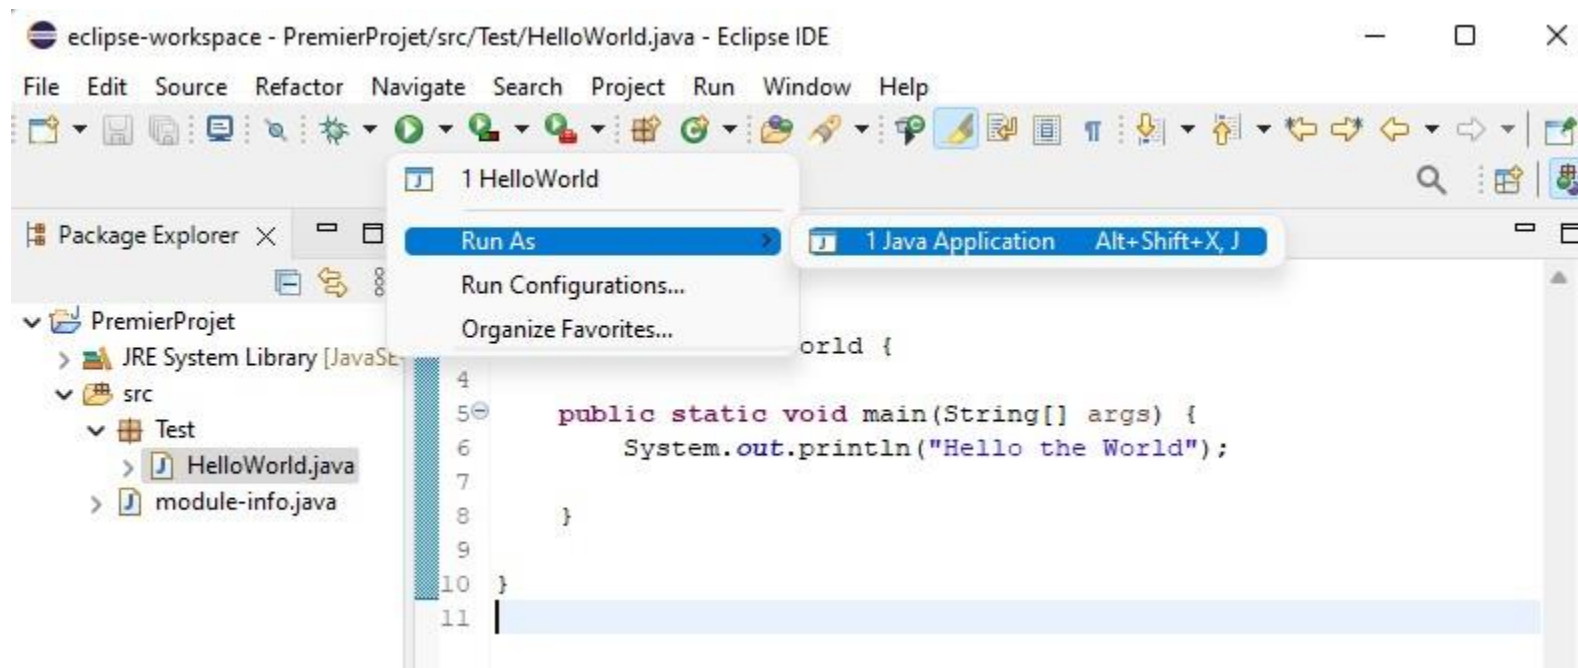 eclipse-workspace - PremierProjet/src/Test/HelloWorld.java - Eclipse IDE
File Edit Source Refactor Navigate Search Project Run Window Help
1 HelloWorld
Package Explorer
Run As
1 Java Application Alt+Shift+X, J
Run Configurations...
Organize Favorites...
PremierProjet
JRE System Library [JavaSE-
src
Test
HelloWorld.java
module-info.java
orld {
4
5 public static void main(String[] args) {
6 System.out.println("Hello the World");
7
8 }
9
10 }
11